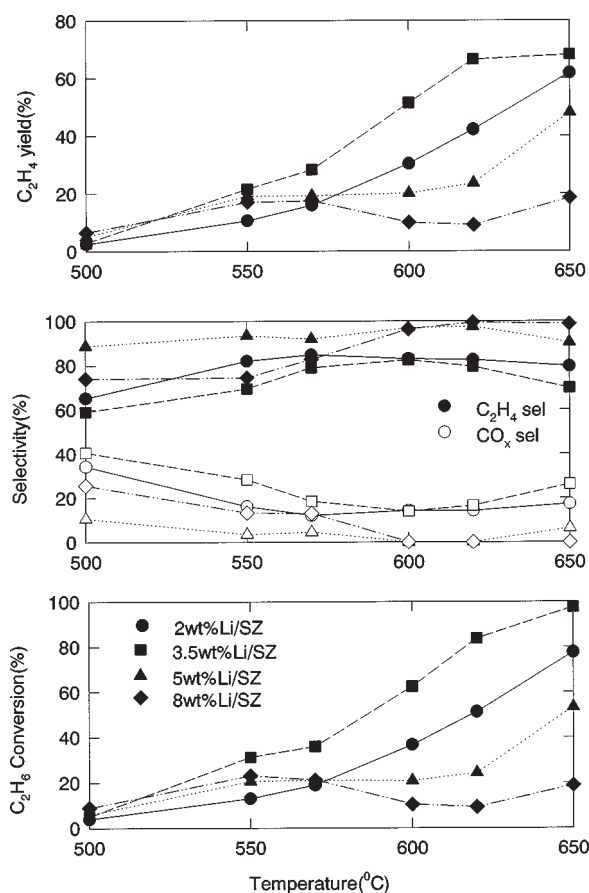 80
60
40
20
0
C₂H₄ yield(%)
500 550 600 650
100
80
60
40
20
0
Selectivity(%)
C₂H₄ sel
COₓ sel
500 550 600 650
100
80
60
40
20
0
C₂H₆ Conversion(%)
2wt%Li/SZ
3.5wt%Li/SZ
5wt%Li/SZ
8wt%Li/SZ
500 550 600 650
Temperature(⁰C)